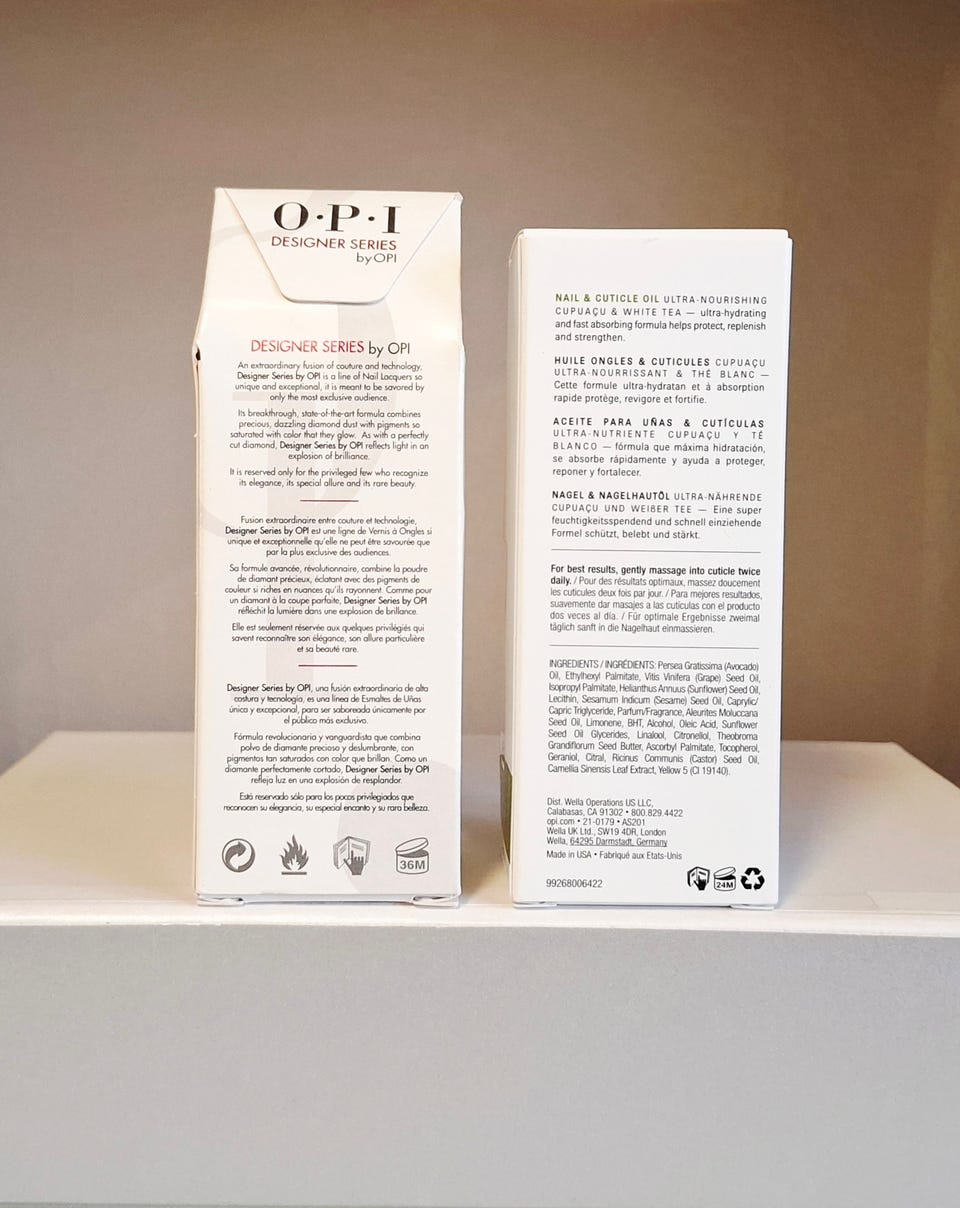 O·P·I
DESIGNER SERIES
by OPI
DESIGNER SERIES by OPI
An extraordinary fusion of couture and technology,
Designer Series by OPI is a line of Nail Lacquers so
unique and exceptional, it is meant to be savored by
only the most exclusive audience.
Its breakthrough, state-of-the-art formula combines
precious, dazzling diamond dust with pigments so
saturated with color that they glow. As with a perfectly
cut diamond, Designer Series by OPI reflects light in an
explosion of brilliance.
It is reserved only for the privileged few who recognize
its elegance, its special allure and its rare beauty.
Fusion extraordinaire entre couture et technologie,
Designer Series by OPI est une ligne de Vernis à Ongles si
unique et exceptionnelle qu'elle ne peut être savourée que
par la plus exclusive des audiences.
Sa formule avancée, révolutionnaire, combine la poudre
de diamant précieux, éclatant avec des pigments de
couleur si riches en nuances qu'ils rayonnent. Comme pour
un diamant à la coupe parfaite, Designer Series by OPI
réfléchit la lumière dans une explosion de brillance.
Elle est seulement réservée aux quelques privilégiés qui
savent reconnaître son élégance, son allure particulière
et sa beauté rare.
Designer Series by OPI, una fusión extraordinaria de alta
costura y tecnología, es una línea de Esmaltes de Uñas
única y excepcional, para ser saboreada únicamente por
el público más exclusivo.
Fórmula revolucionaria y vanguardista que combina
polvo de diamante precioso y deslumbrante, con
pigmentos tan saturados con color que brillan. Como un
diamante perfectamente cortado, Designer Series by OPI
refleja luz en una explosión de resplandor.
Está reservado sólo para los pocos privilegiados que
reconocen su elegancia, su especial encanto y su rara belleza.
36M
NAIL & CUTICLE OIL ULTRA-NOURISHING
CUPUAÇU & WHITE TEA — ultra-hydrating
and fast absorbing formula helps protect, replenish
and strengthen.
HUILE ONGLES & CUTICULES CUPUAÇU
ULTRA-NOURRISSANT & THÉ BLANC —
Cette formule ultra-hydratan et à absorption
rapide protège, revigore et fortifie.
ACEITE PARA UÑAS & CUTÍCULAS
ULTRA-NUTRIENTE CUPUAÇU Y TÉ
BLANCO — fórmula que máxima hidratación,
se absorbe rápidamente y ayuda a proteger,
reponer y fortalecer.
NAGEL & NAGELHAUTÖL ULTRA-NÄHRENDE
CUPUAÇU UND WEIßER TEE — Eine super
feuchtigkeitsspendend und schnell einziehende
Formel schützt, belebt und stärkt.
For best results, gently massage into cuticle twice
daily. / Pour des résultats optimaux, massez doucement
les cuticules deux fois par jour. / Para mejores resultados,
suavemente dar masajes a las cutículas con el producto
dos veces al día. / Für optimale Ergebnisse zweimal
täglich sanft in die Nagelhaut einmassieren.
INGREDIENTS / INGRÉDIENTS: Persea Gratissima (Avocado)
Oil, Ethylhexyl Palmitate, Vitis Vinifera (Grape) Seed Oil,
Isopropyl Palmitate, Helianthus Annuus (Sunflower) Seed Oil,
Lecithin, Sesamum Indicum (Sesame) Seed Oil, Caprylic/
Capric Triglyceride, Parfum/Fragrance, Aleurites Moluccana
Seed Oil, Limonene, BHT, Alcohol, Oleic Acid, Sunflower
Seed Oil Glycerides, Linalool, Citronellol, Theobroma
Grandiflorum Seed Butter, Ascorbyl Palmitate, Tocopherol,
Geraniol, Citral, Ricinus Communis (Castor) Seed Oil,
Camellia Sinensis Leaf Extract, Yellow 5 (CI 19140).
Dist. Wella Operations US LLC,
Calabasas, CA 91302 • 800.829.4422
opi.com • 21-0179 • AS201
Wella UK Ltd., SW19 4DR, London
Wella, 64295 Darmstadt, Germany
Made in USA • Fabriqué aux Etats-Unis
99268006422
24M